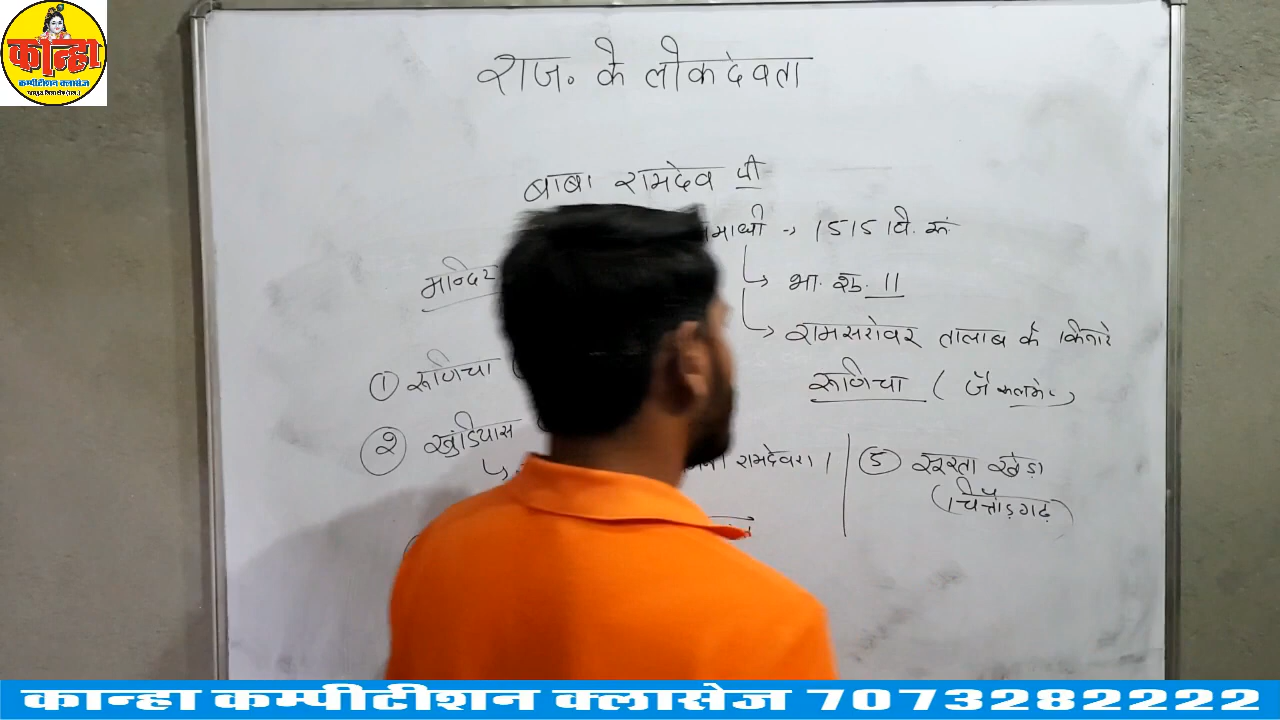 कान्हा
कम्पीटीशन क्लासेज
राज. के लोकदेवता
बाबा रामदेव जी
माधी → 1515 वि. सं
भा. शु. 11
रामसरोवर तालाब के किनारे
रूणिचा ( जैसलमेर )
मन्दिर
① रूणिचा
② खुंडियास
रामदेवरा ।
⑤ सूरता खेड़ा
(चित्तौड़गढ़)
कान्हा कम्पीटीशन क्लासेज 7073282222